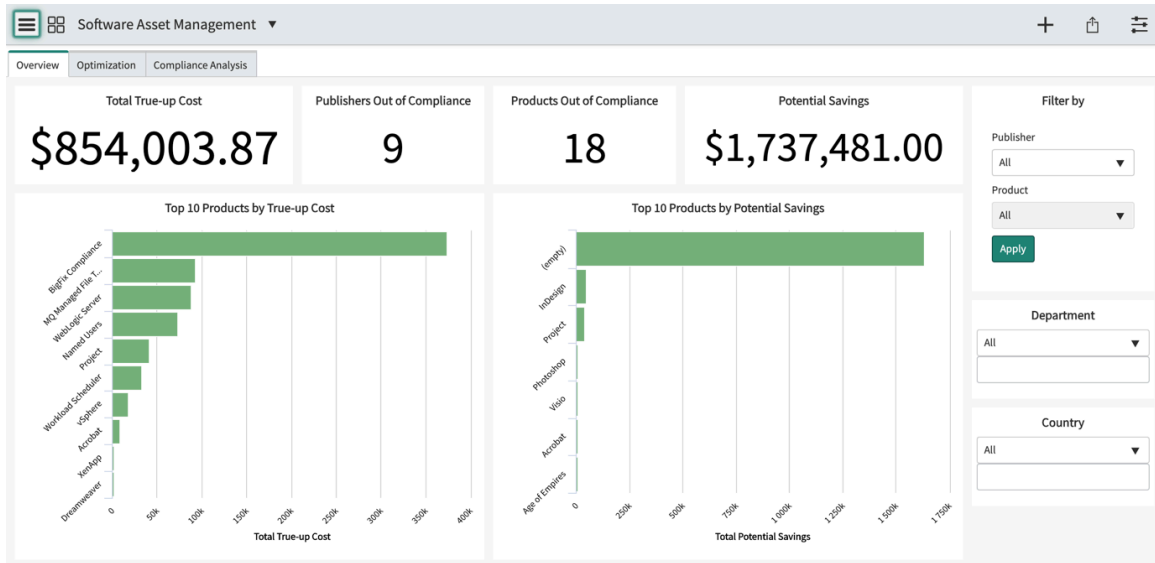 Software Asset Management
Overview Optimization Compliance Analysis
Total True-up Cost
$854,003.87
Publishers Out of Compliance
9
Products Out of Compliance
18
Potential Savings
$1,737,481.00
Filter by
Publisher
All
Product
All
Apply
Department
All
Country
All
Top 10 Products by True-up Cost
BigFix Compliance
MQ Managed File T...
WebLogic Server
Named Users
Project
Workload Scheduler
vSphere
Acrobat
XenApp
Dreamweaver
0 50k 100k 150k 200k 250k 300k 350k 400k
Total True-up Cost
Top 10 Products by Potential Savings
(empty)
InDesign
Project
Photoshop
Visio
Acrobat
Age of Empires
0 250k 500k 750k 1 000k 1 250k 1 500k 1 750k
Total Potential Savings